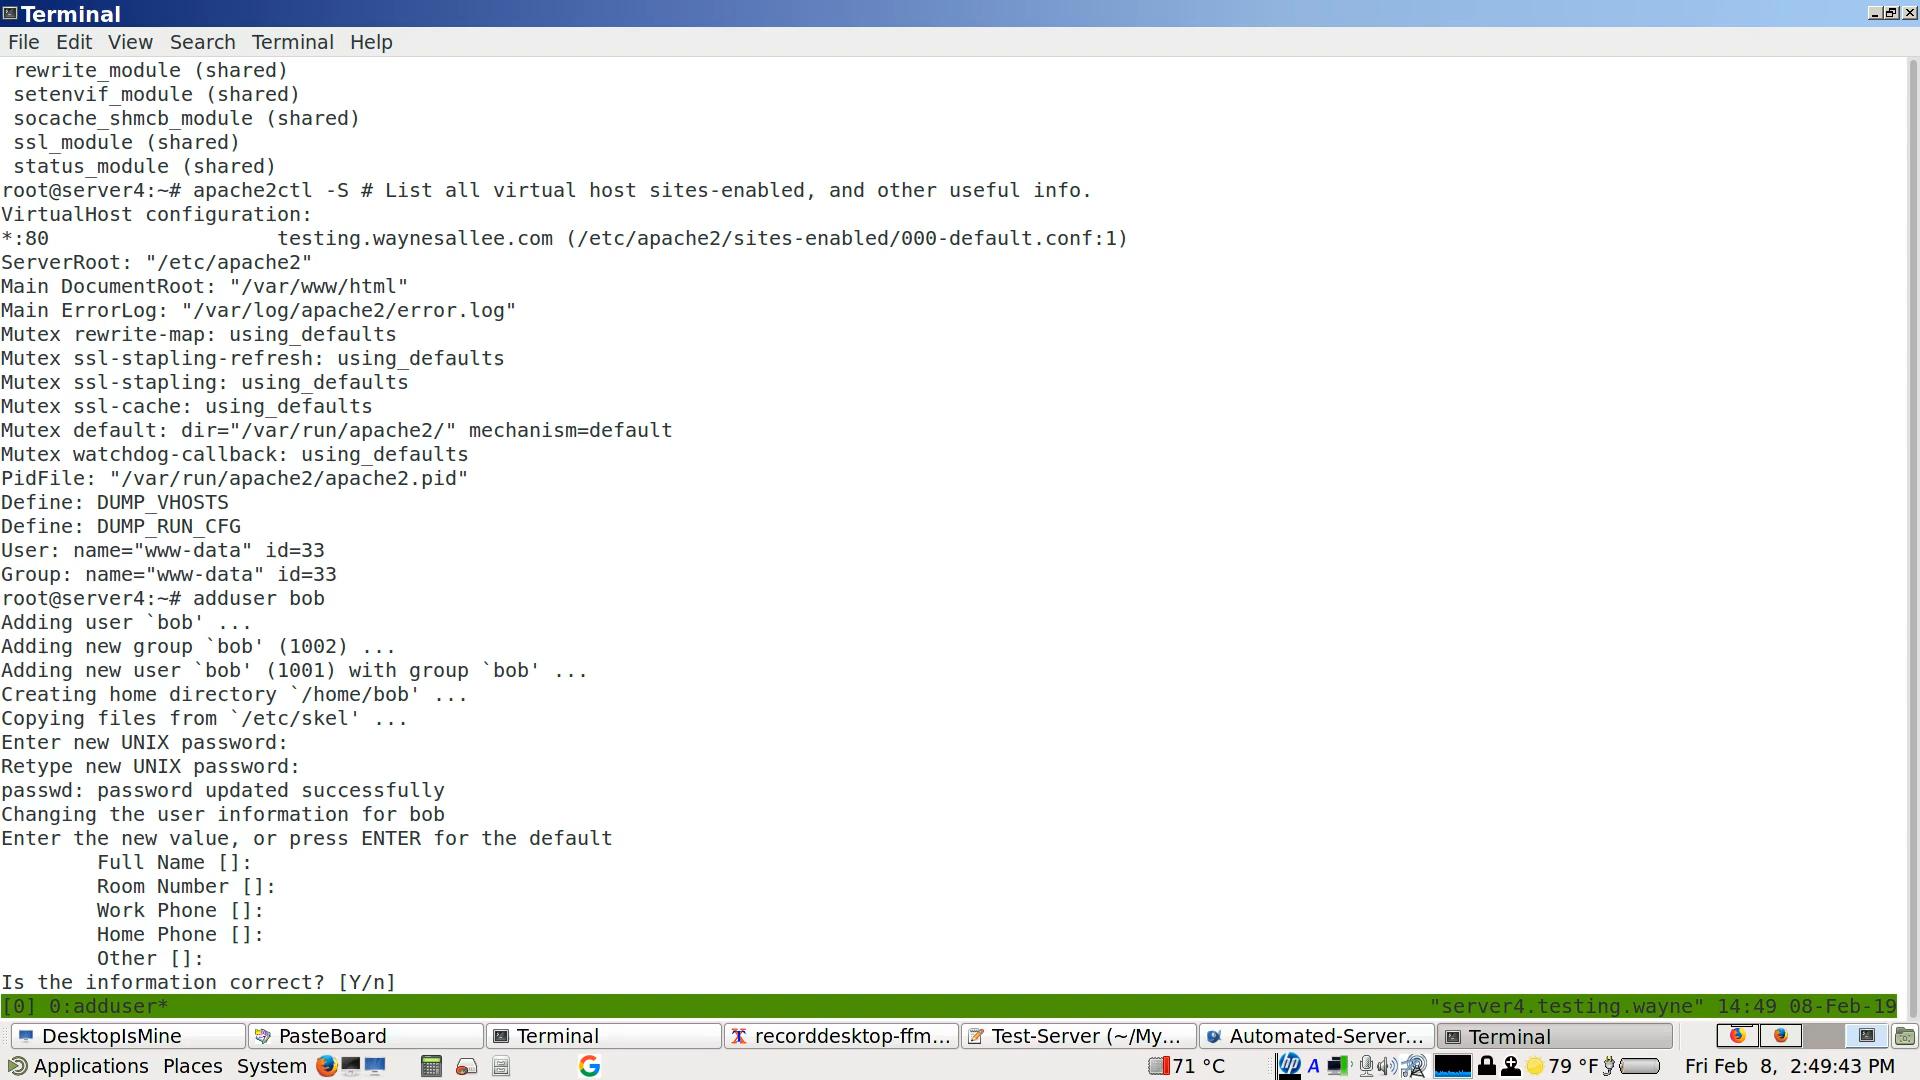 Terminal
File Edit View Search Terminal Help
 rewrite_module (shared)
 setenvif_module (shared)
 socache_shmcb_module (shared)
 ssl_module (shared)
 status_module (shared)
root@server4:~# apache2ctl -S # List all virtual host sites-enabled, and other useful info.
VirtualHost configuration:
*:80                   testing.waynesallee.com (/etc/apache2/sites-enabled/000-default.conf:1)
ServerRoot: "/etc/apache2"
Main DocumentRoot: "/var/www/html"
Main ErrorLog: "/var/log/apache2/error.log"
Mutex rewrite-map: using_defaults
Mutex ssl-stapling-refresh: using_defaults
Mutex ssl-stapling: using_defaults
Mutex ssl-cache: using_defaults
Mutex default: dir="/var/run/apache2/" mechanism=default
Mutex watchdog-callback: using_defaults
PidFile: "/var/run/apache2/apache2.pid"
Define: DUMP_VHOSTS
Define: DUMP_RUN_CFG
User: name="www-data" id=33
Group: name="www-data" id=33
root@server4:~# adduser bob
Adding user `bob' ...
Adding new group `bob' (1002) ...
Adding new user `bob' (1001) with group `bob' ...
Creating home directory `/home/bob' ...
Copying files from `/etc/skel' ...
Enter new UNIX password:
Retype new UNIX password:
passwd: password updated successfully
Changing the user information for bob
Enter the new value, or press ENTER for the default
        Full Name []:
        Room Number []:
        Work Phone []:
        Home Phone []:
        Other []:
Is the information correct? [Y/n]
[0] 0:adduser* "server4.testing.wayne" 14:49 08-Feb-19
DesktopIsMine PasteBoard Terminal recorddesktop-ffm... Test-Server (~/My... Automated-Server... Terminal
Applications Places System G 71 °C hp A 79 °F Fri Feb 8, 2:49:43 PM